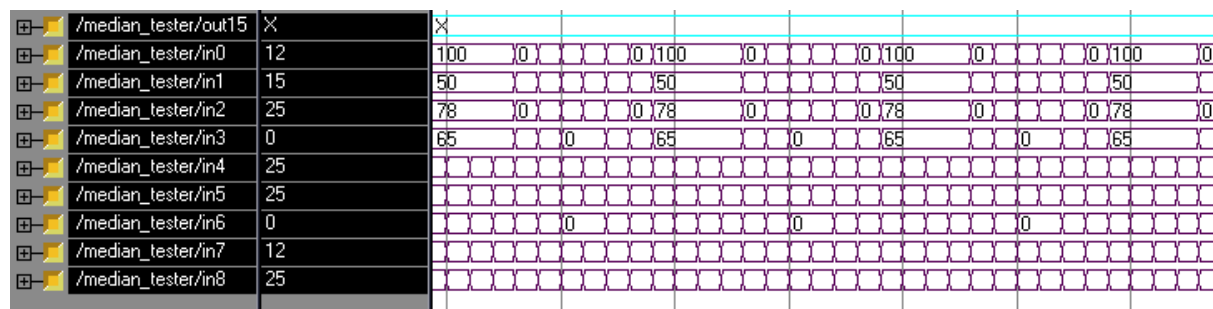 /median_tester/out15 X X
/median_tester/in0 12 100 0 0 100 0 0 100 0 0 100 0
/median_tester/in1 15 50 50 50 50
/median_tester/in2 25 78 0 0 78 0 0 78 0 0 78 0
/median_tester/in3 0 65 0 65 0 65 0 65
/median_tester/in4 25
/median_tester/in5 25
/median_tester/in6 0 0 0 0
/median_tester/in7 12
/median_tester/in8 25